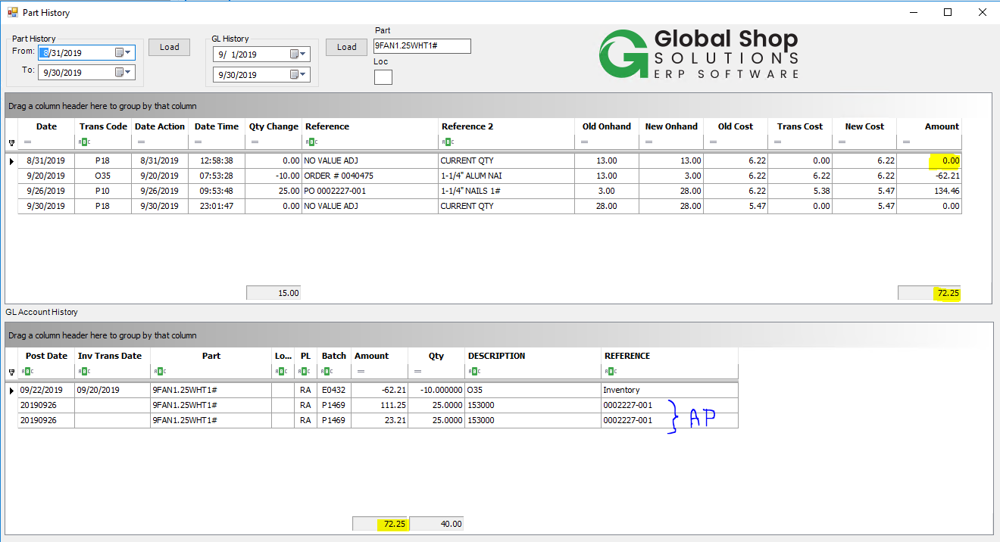 Part History
Part History
From: 8/31/2019
To: 9/30/2019
Load
GL History
9/ 1/2019
9/30/2019
Load
Part
9FAN1.25WHT1#
Loc
Global Shop
SOLUTIONS
ERP SOFTWARE
Drag a column header here to group by that column
Date Trans Code Date Action Date Time Qty Change Reference Reference 2 Old Onhand New Onhand Old Cost Trans Cost New Cost Amount
= ABC = = = ABC ABC = = = = = =
8/31/2019 P18 8/31/2019 12:58:38 0.00 NO VALUE ADJ CURRENT QTY 13.00 13.00 6.22 0.00 6.22 0.00
9/20/2019 O35 9/20/2019 07:53:28 -10.00 ORDER # 0040475 1-1/4" ALUM NAI 13.00 3.00 6.22 6.22 6.22 -62.21
9/26/2019 P10 9/26/2019 09:53:48 25.00 PO 0002227-001 1-1/4" NAILS 1# 3.00 28.00 6.22 5.38 5.47 134.46
9/30/2019 P18 9/30/2019 23:01:47 0.00 NO VALUE ADJ CURRENT QTY 28.00 28.00 5.47 0.00 5.47 0.00
15.00 72.25
GL Account History
Drag a column header here to group by that column
Post Date Inv Trans Date Part Lo... PL Batch Amount Qty DESCRIPTION REFERENCE
ABC ABC ABC ABC ABC ABC = = ABC ABC
09/22/2019 09/20/2019 9FAN1.25WHT1# RA E0432 -62.21 -10.000000 O35 Inventory
20190926 9FAN1.25WHT1# RA P1469 111.25 25.0000 153000 0002227-001
20190926 9FAN1.25WHT1# RA P1469 23.21 25.0000 153000 0002227-001
} AP
72.25 40.00